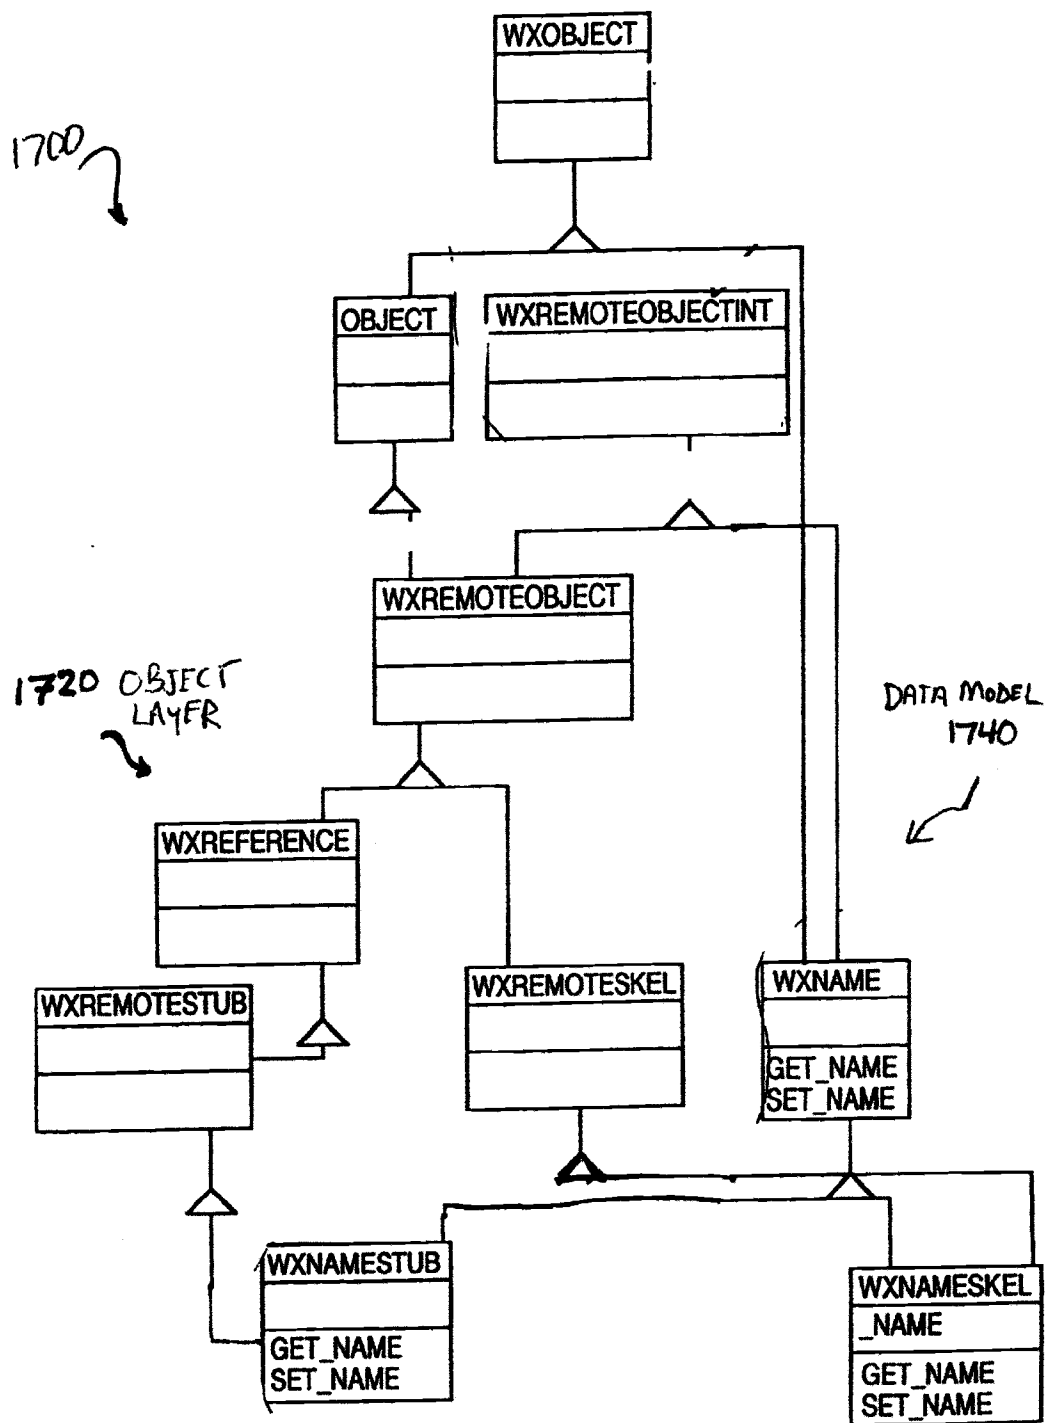 WXOBJECT
1700
OBJECT
WXREMOTEOBJECTINT
WXREMOTEOBJECT
1720 OBJECT
LAYER
DATA MODEL
1740
WXREFERENCE
WXREMOTESTUB
WXREMOTESKEL
WXNAME
GET_NAME
SET_NAME
WXNAMESTUB
GET_NAME
SET_NAME
WXNAMESKEL
_NAME
GET_NAME
SET_NAME